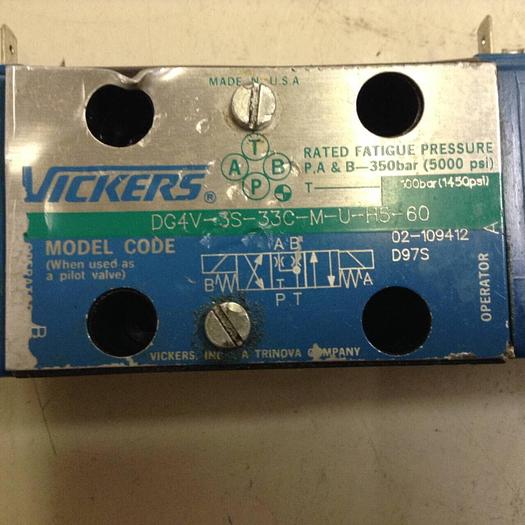 MADE IN U.S.A
T
A B
P
VICKERS®
RATED FATIGUE PRESSURE
P.A & B-350bar (5000 psi)
T 100bar(1450psi)
DG4V-3S-33C-M-U-H5-60
MODEL CODE
(When used as
a pilot valve)
02-109412
D97S
A B
B T A
P T
OPERATOR A
B
VICKERS, INC. A TRINOVA COMPANY